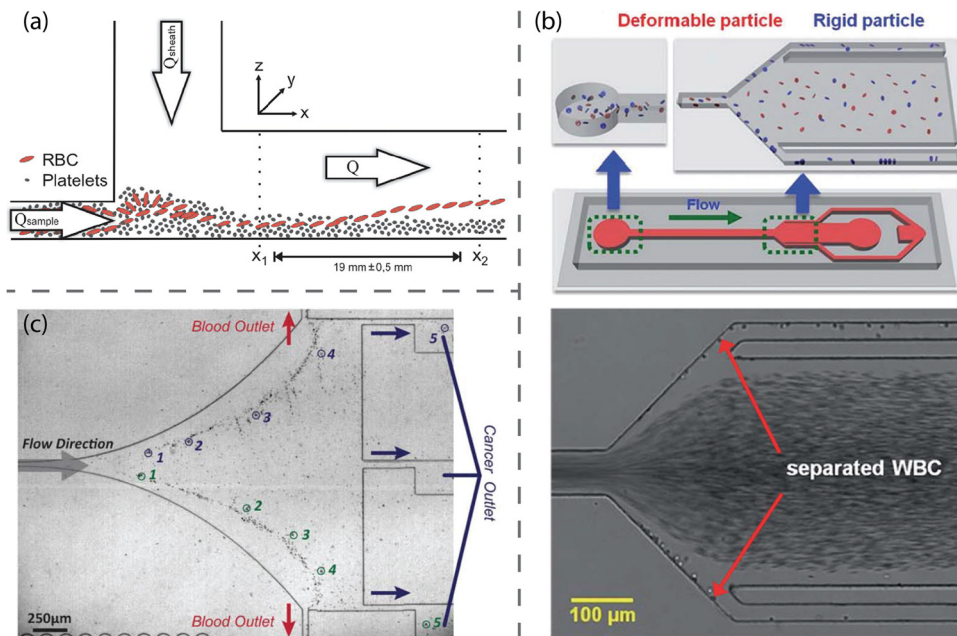 (a)
Qsheath
z
y
x
RBC
Platelets
Q
Qsample
x1
x2
19 mm±0,5 mm
(b)
Deformable particle
Rigid particle
Flow
separated WBC
100 μm
(c)
Blood Outlet
5
4
3
2
1
Flow Direction
1
2
3
4
5
Cancer Outlet
250μm
Blood Outlet